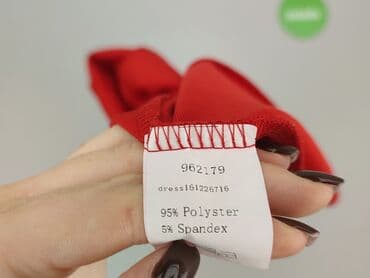 962179
dress161226716
95% Polyster
5% Spandex